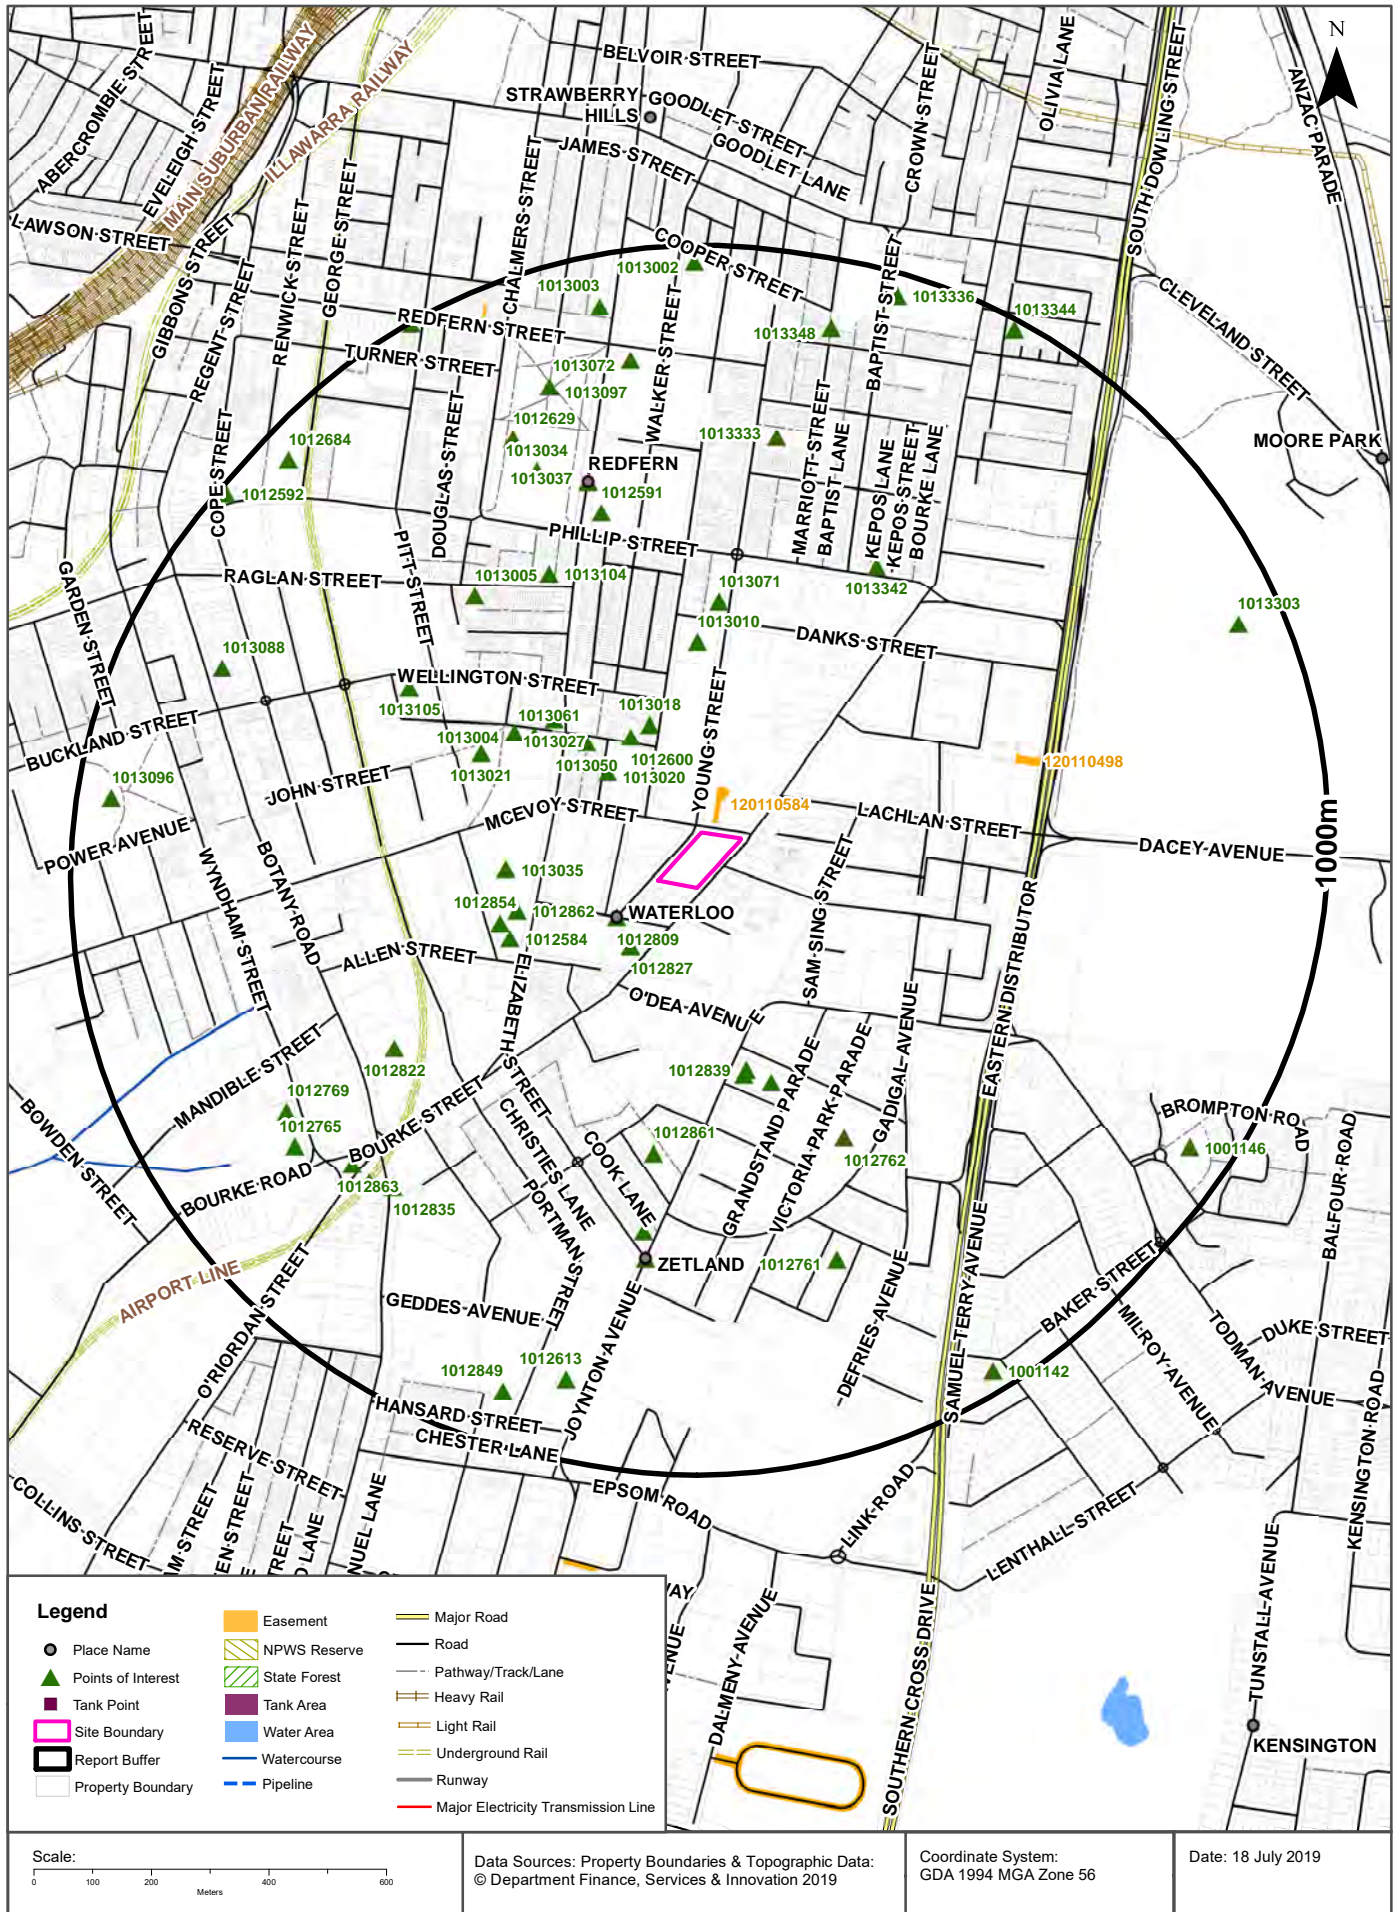 N
BELVOIR STREET
STRAWBERRY
HILLS
GOODLET STREET
GOODLET LANE
JAMES STREET
CROWN STREET
OLIVIA LANE
SOUTH DOWLING STREET
ANZAC PARADE
ABERCROMBIE STREET
EVELEIGH STREET
MAIN SUBURBAN RAILWAY
ILLAWARRA RAILWAY
LAWSON STREET
GIBBONS STREET
REGENT STREET
RENWICK STREET
GEORGE STREET
CHALMERS STREET
COOPER STREET
1013002
1013003
BAPTIST STREET
1013336
1013344
1013348
CLEVELAND STREET
REDFERN STREET
TURNER STREET
WALKER STREET
1013072
1013097
DOUGLAS STREET
1012629
1013034
1013037
REDFERN
1012591
1013333
MARRIOTT STREET
BAPTIST LANE
KEPOS LANE
KEPOS STREET
BOURKE LANE
MOORE PARK
COPE STREET
1012684
1012592
PHILLIP STREET
PITT STREET
RAGLAN STREET
1013005
1013104
1013071
1013342
1013010
1013303
GARDEN STREET
1013088
DANKS STREET
WELLINGTON STREET
1013105
1013061
1013018
1013004
1013027
1013021
1013050
1012600
1013020
YOUNG STREET
BUCKLAND STREET
1013096
JOHN STREET
MCEVOY STREET
120110498
120110584
LACHLAN STREET
DACEY AVENUE
1000m
POWER AVENUE
WYNDHAM STREET
BOTANY ROAD
1013035
1012854
1012862
1012584
WATERLOO
1012809
1012827
SAM SING STREET
ALLEN STREET
ELIZABETH STREET
O'DEA AVENUE
EASTERN DISTRIBUTOR
MANDIBLE STREET
1012822
1012769
1012765
BOWDEN STREET
BOURKE STREET
BOURKE ROAD
1012863
1012835
CHRISTIES LANE
COOK LANE
PORTMAN STREET
1012839
1012861
GRANDSTAND PARADE
VICTORIA PARK PARADE
GADIGAL AVENUE
1012762
BROMPTON ROAD
1001146
BALFOUR ROAD
AIRPORT LINE
O'RIORDAN STREET
ZETLAND
1012761
DEFRIES AVENUE
SAMUEL TERRY AVENUE
BAKER STREET
MILROY AVENUE
TODMAN AVENUE
DUKE STREET
GEDDES AVENUE
JOYNTON AVENUE
1012849
1012613
1001142
HANSARD STREET
CHESTER LANE
RESERVE STREET
COLLINS STREET
EPSOM ROAD
LINK ROAD
LENTHALL STREET
KENSINGTON ROAD
TUNSTALL AVENUE
DALMENY AVENUE
SOUTHERN CROSS DRIVE
KENSINGTON
AM STREET
EN STREET
TREET
O LANE
NUEL LANE
WAY
VENUE
Legend
Place Name
Points of Interest
Tank Point
Site Boundary
Report Buffer
Property Boundary
Easement
NPWS Reserve
State Forest
Tank Area
Water Area
Watercourse
Pipeline
Major Road
Road
Pathway/Track/Lane
Heavy Rail
Light Rail
Underground Rail
Runway
Major Electricity Transmission Line
Scale:
0 100 200 400 600
Meters
Data Sources: Property Boundaries & Topographic Data:
© Department Finance, Services & Innovation 2019
Coordinate System:
GDA 1994 MGA Zone 56
Date: 18 July 2019